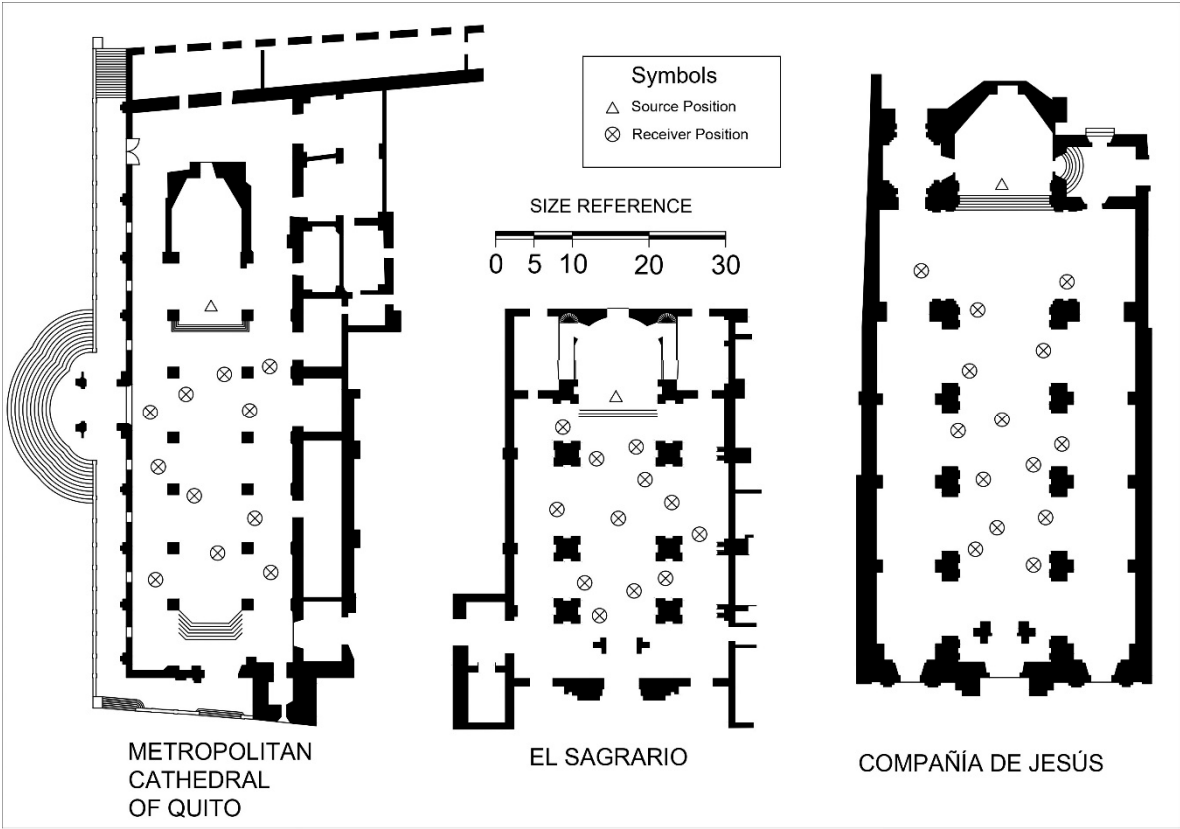 Symbols
Source Position
Receiver Position
SIZE REFERENCE
0 5 10 20 30
METROPOLITAN
CATHEDRAL
OF QUITO
EL SAGRARIO
COMPAÑÍA DE JESÚS